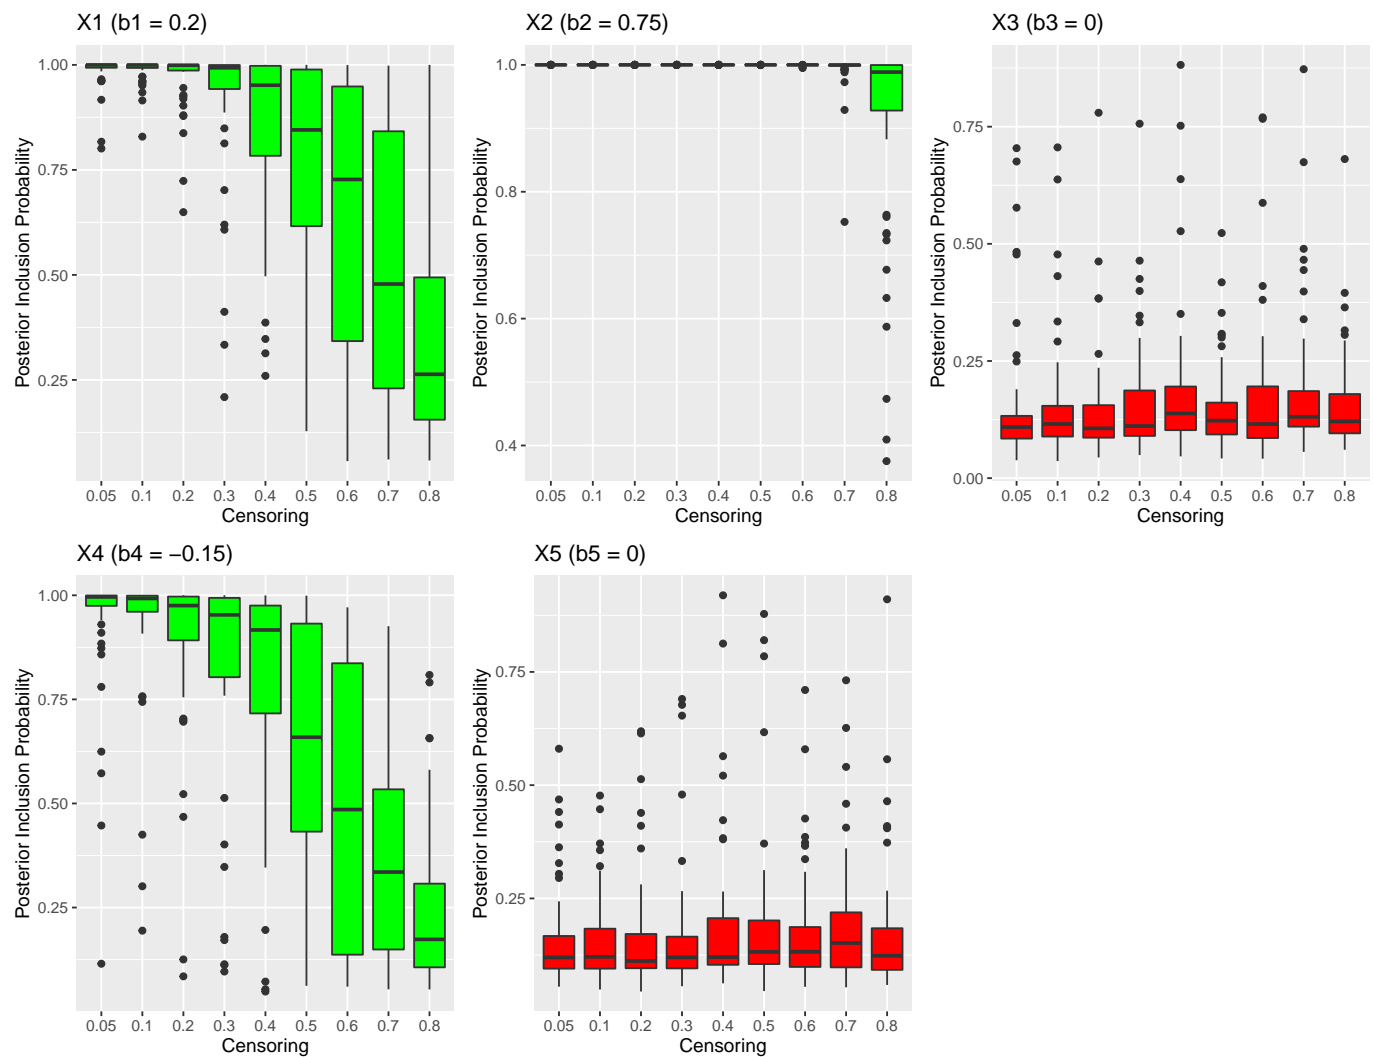 X1 (b1 = 0.2)
Posterior Inclusion Probability
1.00
0.75
0.50
0.25
0.05 0.1 0.2 0.3 0.4 0.5 0.6 0.7 0.8
Censoring
X2 (b2 = 0.75)
Posterior Inclusion Probability
1.0
0.8
0.6
0.4
0.05 0.1 0.2 0.3 0.4 0.5 0.6 0.7 0.8
Censoring
X3 (b3 = 0)
Posterior Inclusion Probability
0.75
0.50
0.25
0.00
0.05 0.1 0.2 0.3 0.4 0.5 0.6 0.7 0.8
Censoring
X4 (b4 = −0.15)
Posterior Inclusion Probability
1.00
0.75
0.50
0.25
0.05 0.1 0.2 0.3 0.4 0.5 0.6 0.7 0.8
Censoring
X5 (b5 = 0)
Posterior Inclusion Probability
0.75
0.50
0.25
0.05 0.1 0.2 0.3 0.4 0.5 0.6 0.7 0.8
Censoring